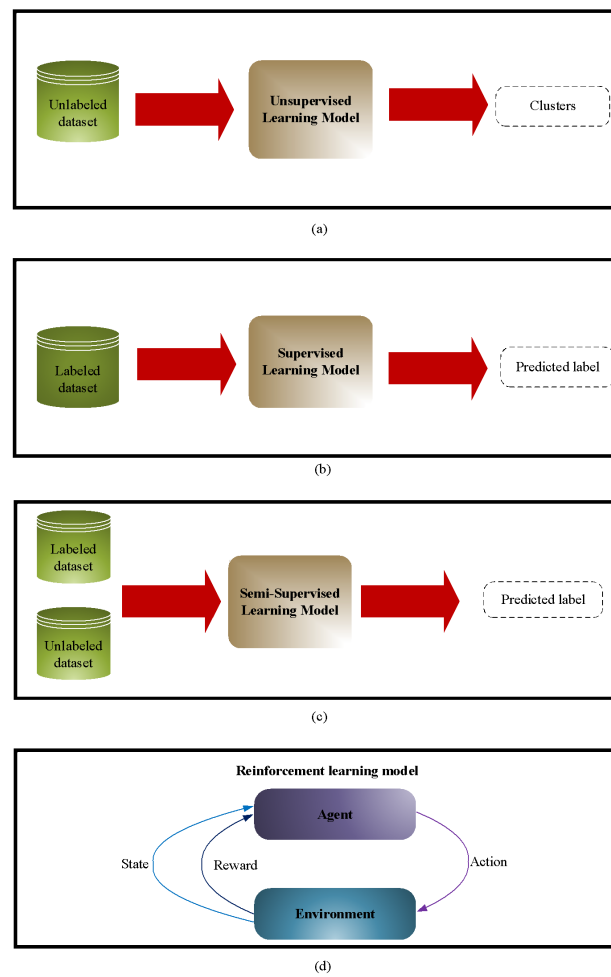 Unlabeled
dataset
Unsupervised
Learning Model
Clusters
(a)
Labeled
dataset
Supervised
Learning Model
Predicted label
(b)
Labeled
dataset
Unlabeled
dataset
Semi-Supervised
Learning Model
Predicted label
(c)
Reinforcement learning model
Agent
State
Reward
Action
Environment
(d)